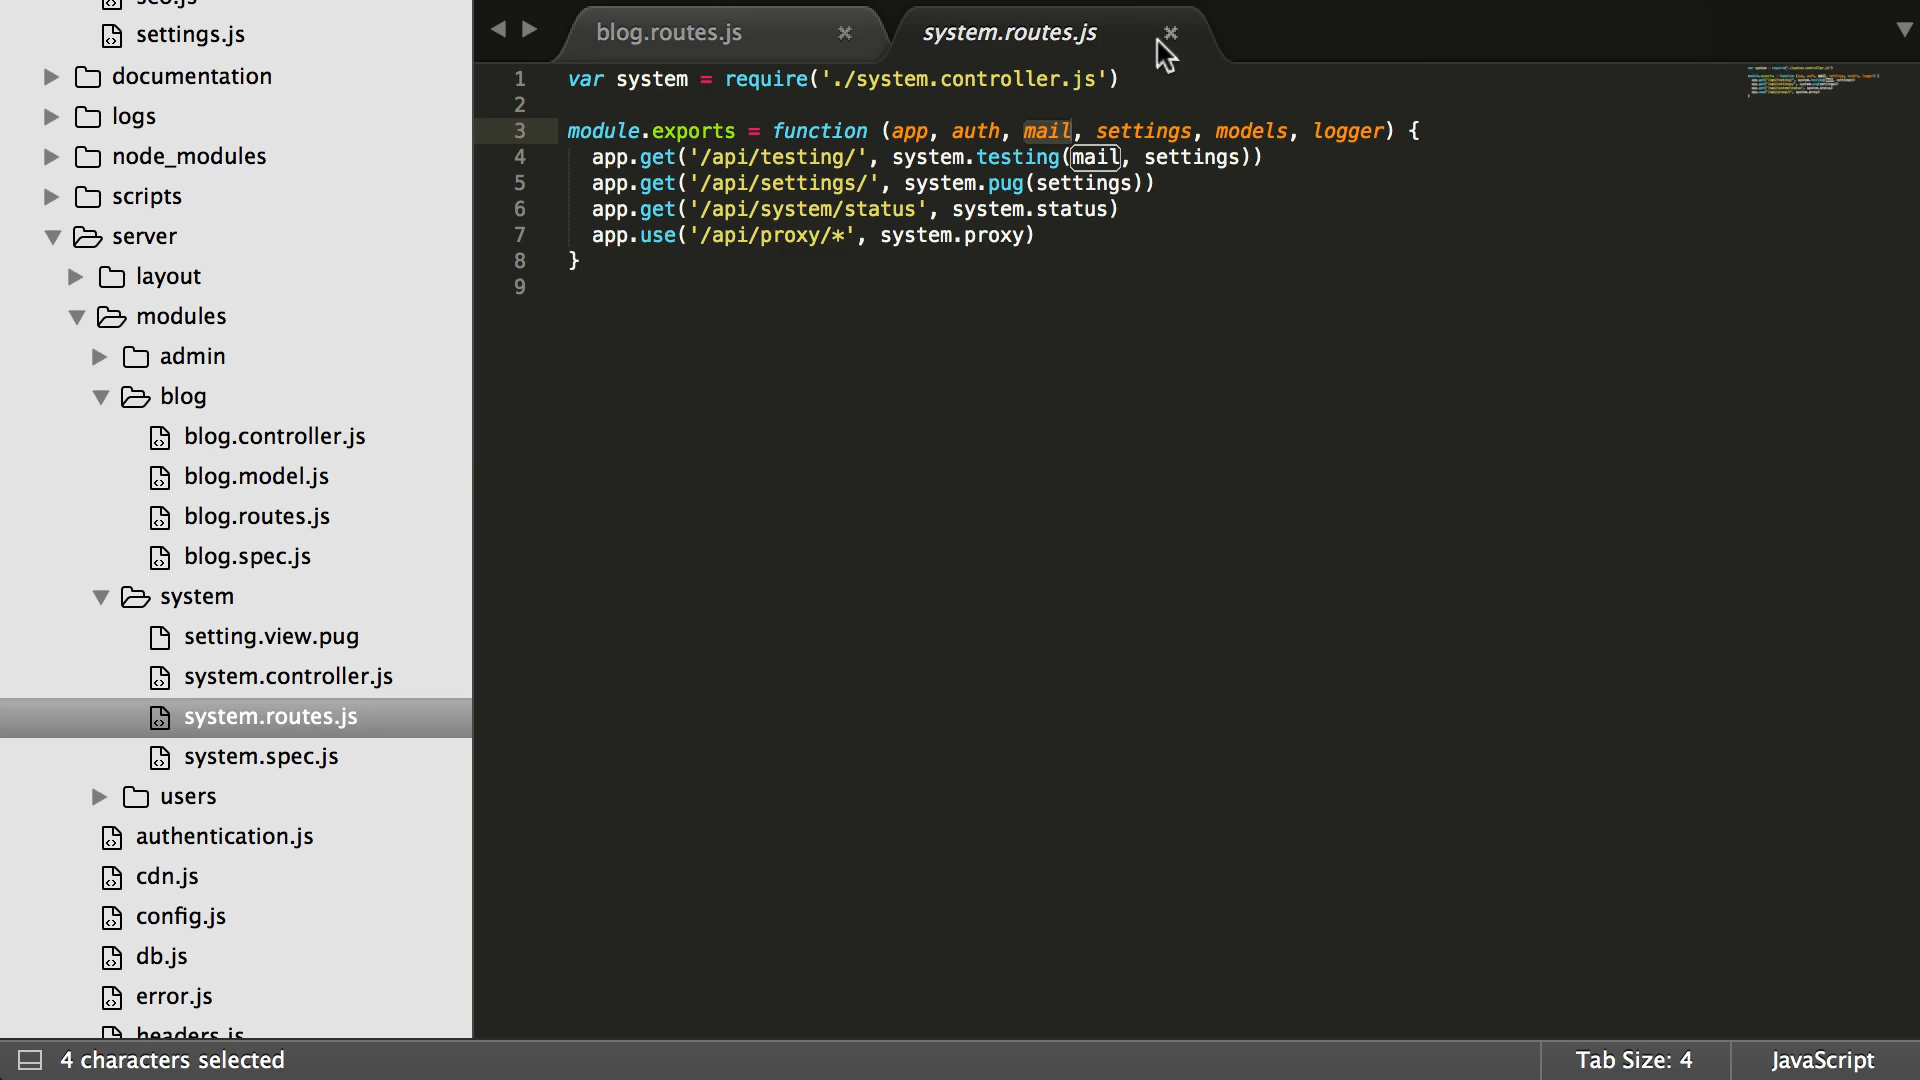 settings.js
documentation
logs
node_modules
scripts
server
layout
modules
admin
blog
blog.controller.js
blog.model.js
blog.routes.js
blog.spec.js
system
setting.view.pug
system.controller.js
system.routes.js
system.spec.js
users
authentication.js
cdn.js
config.js
db.js
error.js
headers.js
blog.routes.js
system.routes.js
1 var system = require('./system.controller.js')
2
3 module.exports = function (app, auth, mail, settings, models, logger) {
4 app.get('/api/testing/', system.testing(mail, settings))
5 app.get('/api/settings/', system.pug(settings))
6 app.get('/api/system/status', system.status)
7 app.use('/api/proxy/*', system.proxy)
8 }
9
4 characters selected
Tab Size: 4
JavaScript